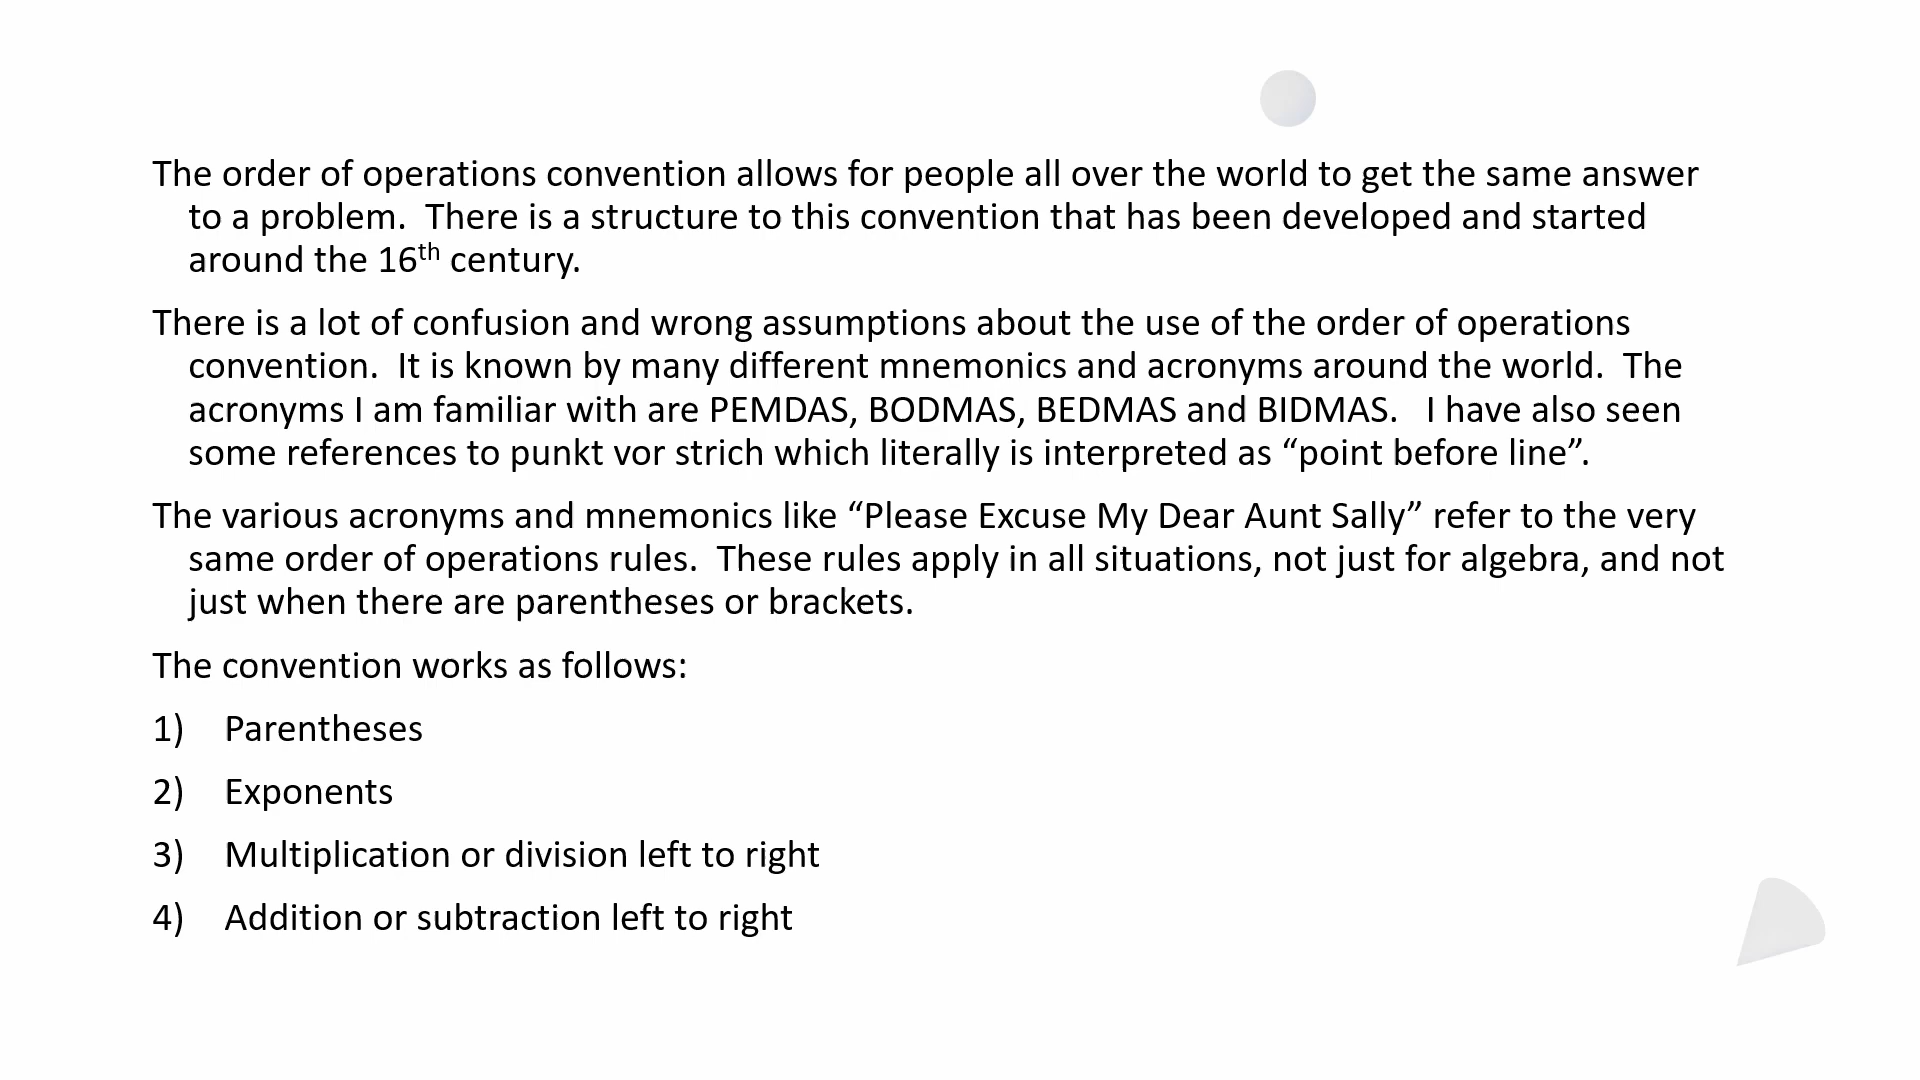 The order of operations convention allows for people all over the world to get the same answer
to a problem.  There is a structure to this convention that has been developed and started
around the 16th century.
There is a lot of confusion and wrong assumptions about the use of the order of operations
convention.  It is known by many different mnemonics and acronyms around the world.  The
acronyms I am familiar with are PEMDAS, BODMAS, BEDMAS and BIDMAS.   I have also seen
some references to punkt vor strich which literally is interpreted as “point before line”.
The various acronyms and mnemonics like “Please Excuse My Dear Aunt Sally” refer to the very
same order of operations rules.  These rules apply in all situations, not just for algebra, and not
just when there are parentheses or brackets.
The convention works as follows:
1) Parentheses
2) Exponents
3) Multiplication or division left to right
4) Addition or subtraction left to right